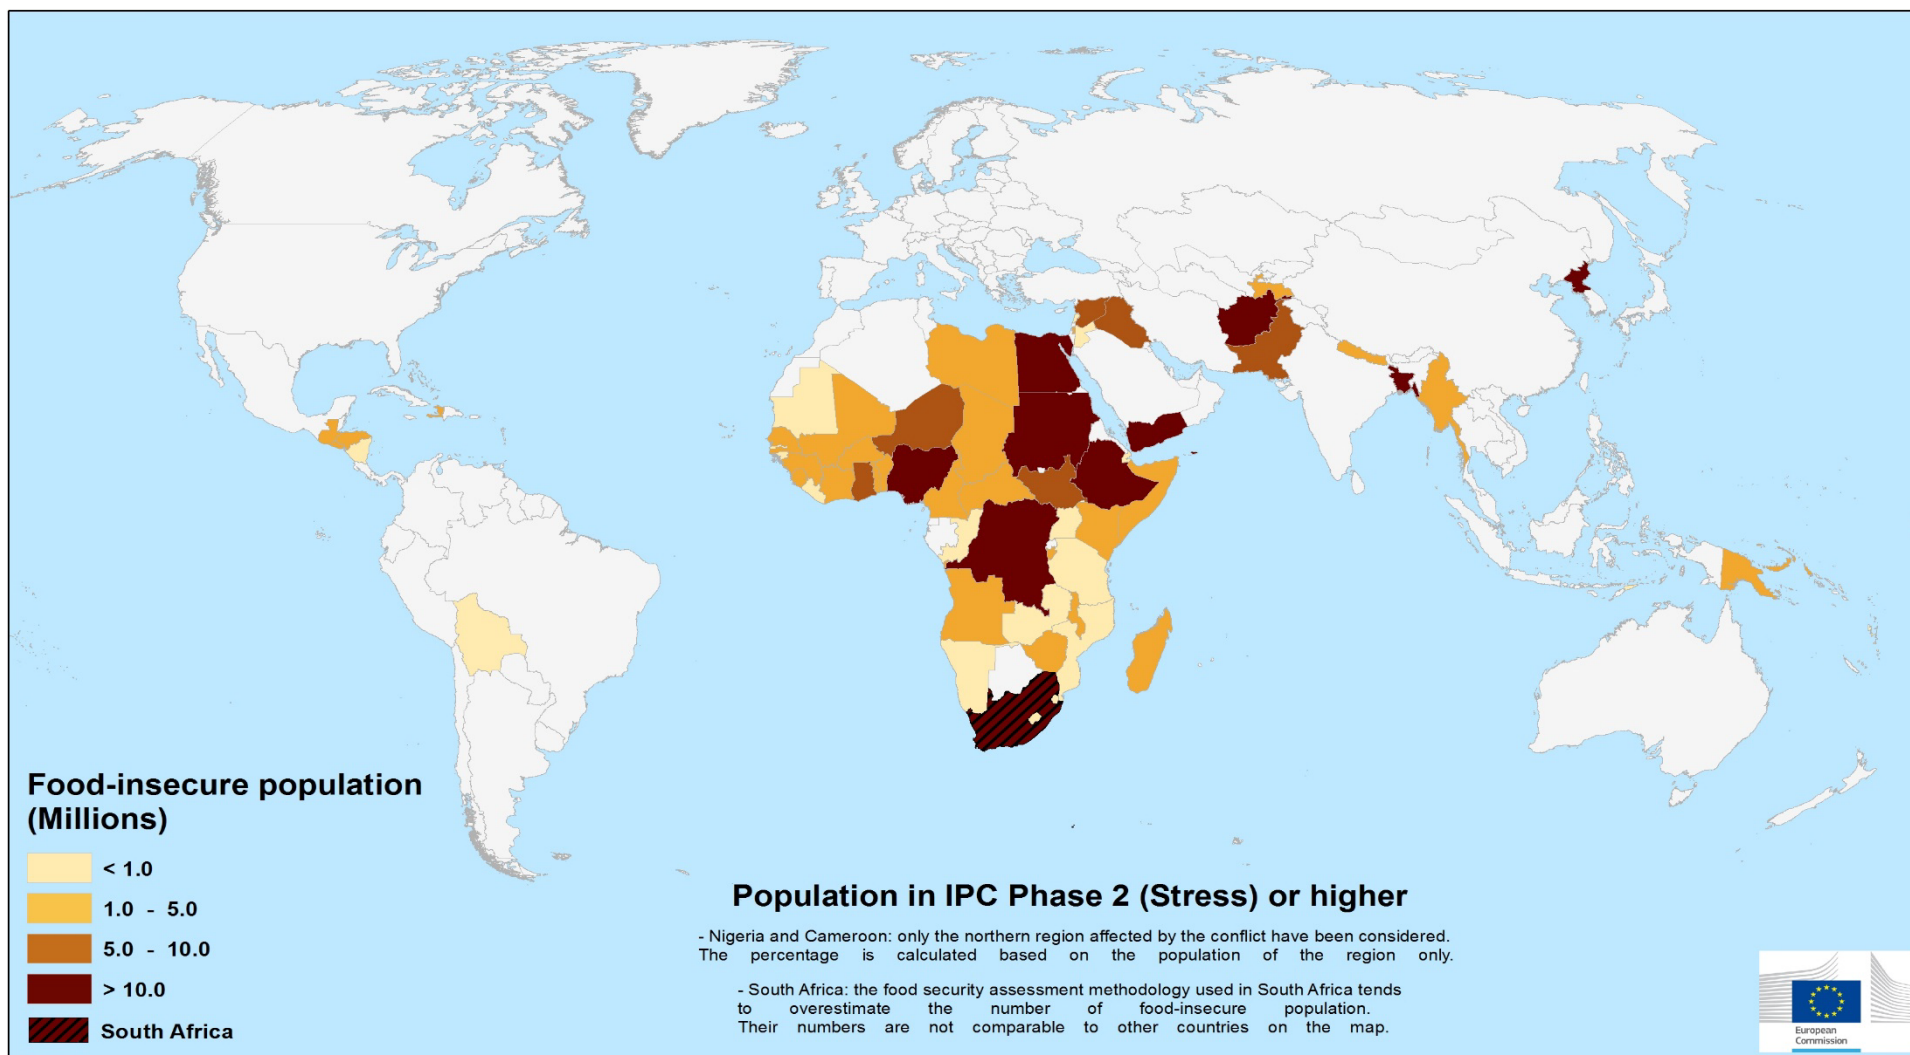 Food-insecure population
(Millions)
< 1.0
1.0 - 5.0
5.0 - 10.0
> 10.0
South Africa
Population in IPC Phase 2 (Stress) or higher
- Nigeria and Cameroon: only the northern region affected by the conflict have been considered.
The percentage is calculated based on the population of the region only.
- South Africa: the food security assessment methodology used in South Africa tends
to overestimate the number of food-insecure population.
Their numbers are not comparable to other countries on the map.
European
Commission